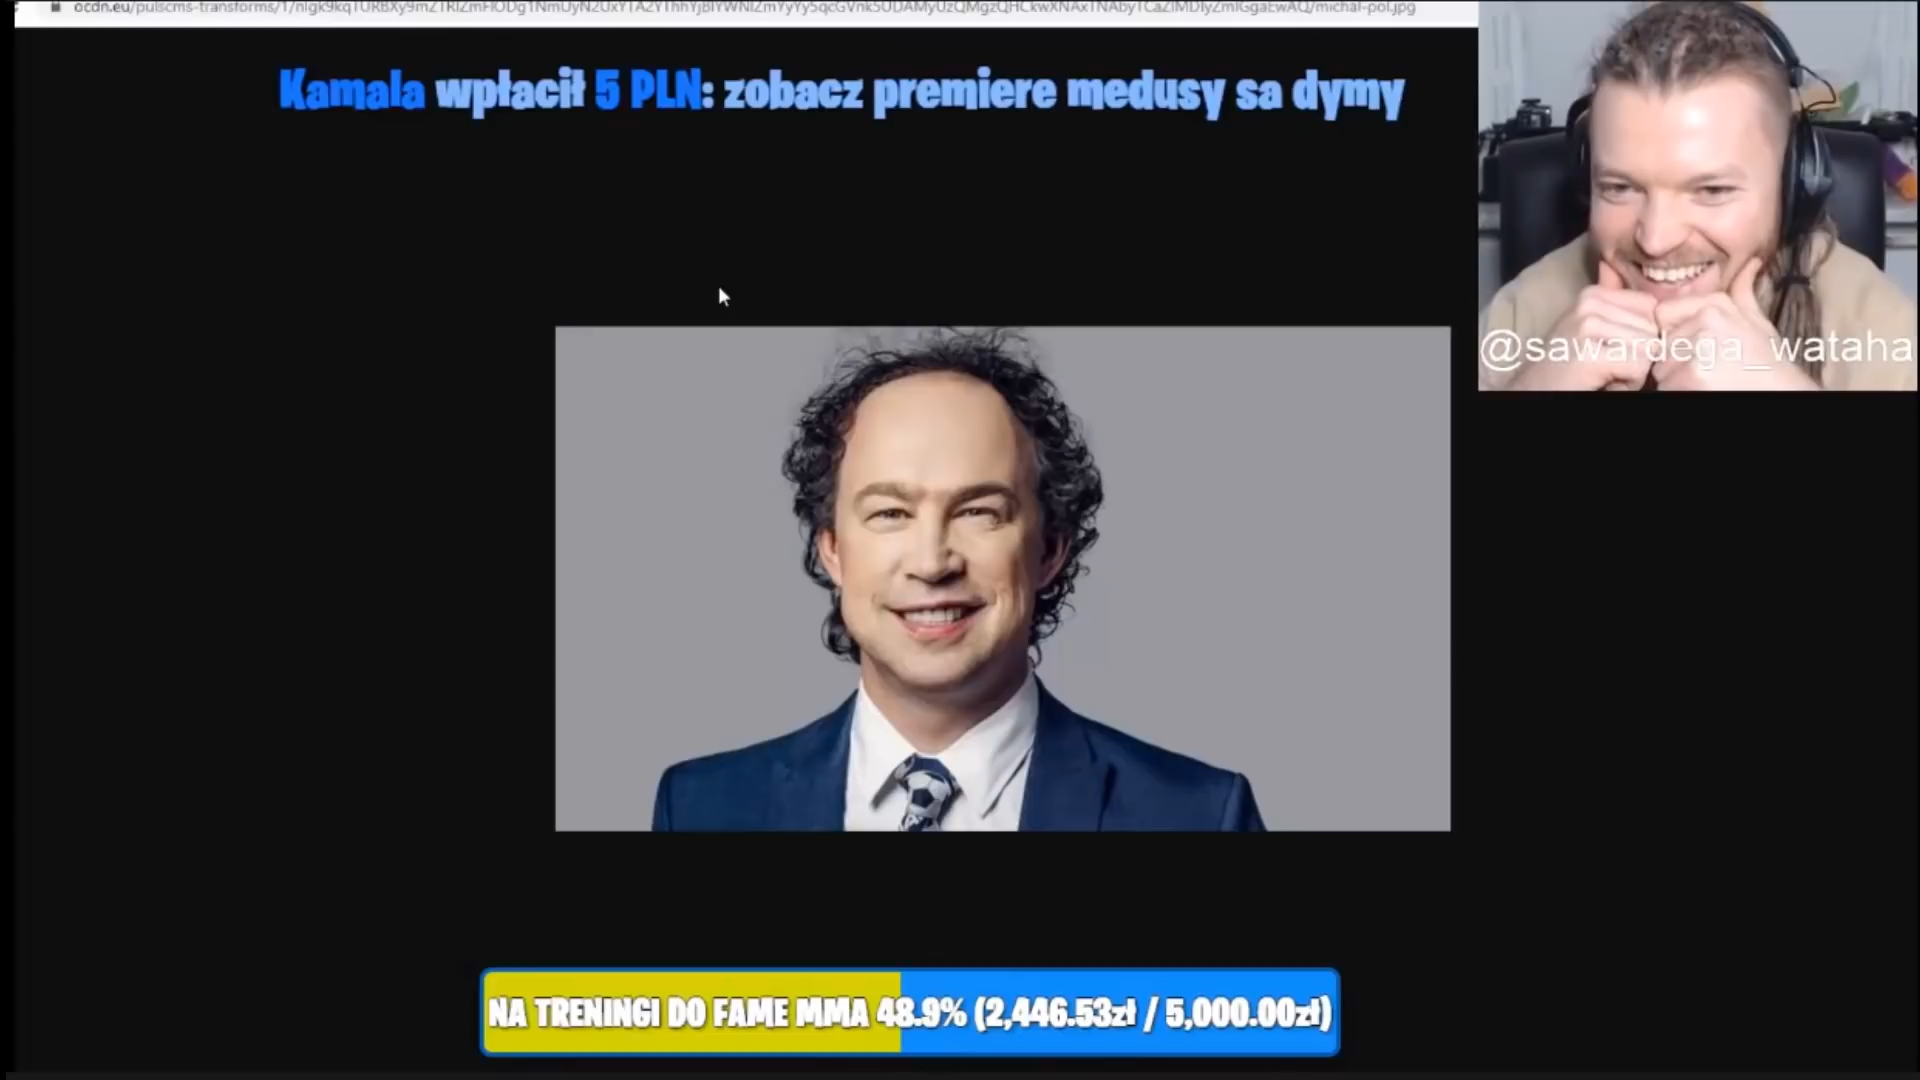 Kamala wpłacił 5 PLN: zobacz premiere medusy sa dymy
@sawardega_wataha
NA TRENINGI DO FAME MMA 48.9% (2,446.53zł / 5,000.00zł)